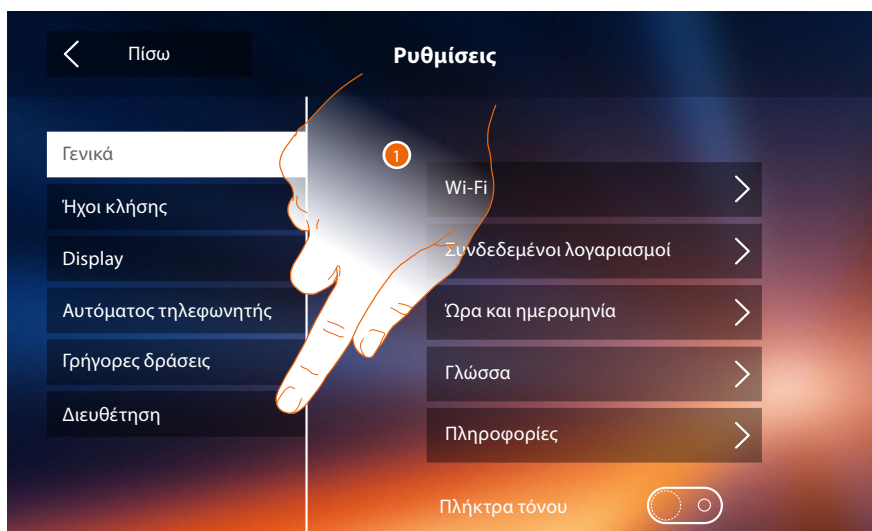 Πίσω
Ρυθμίσεις
Γενικά
Ήχοι κλήσης
Display
Αυτόματος τηλεφωνητής
Γρήγορες δράσεις
Διευθέτηση
1
Wi-Fi
Συνδεδεμένοι λογαριασμοί
Ώρα και ημερομηνία
Γλώσσα
Πληροφορίες
Πλήκτρα τόνου